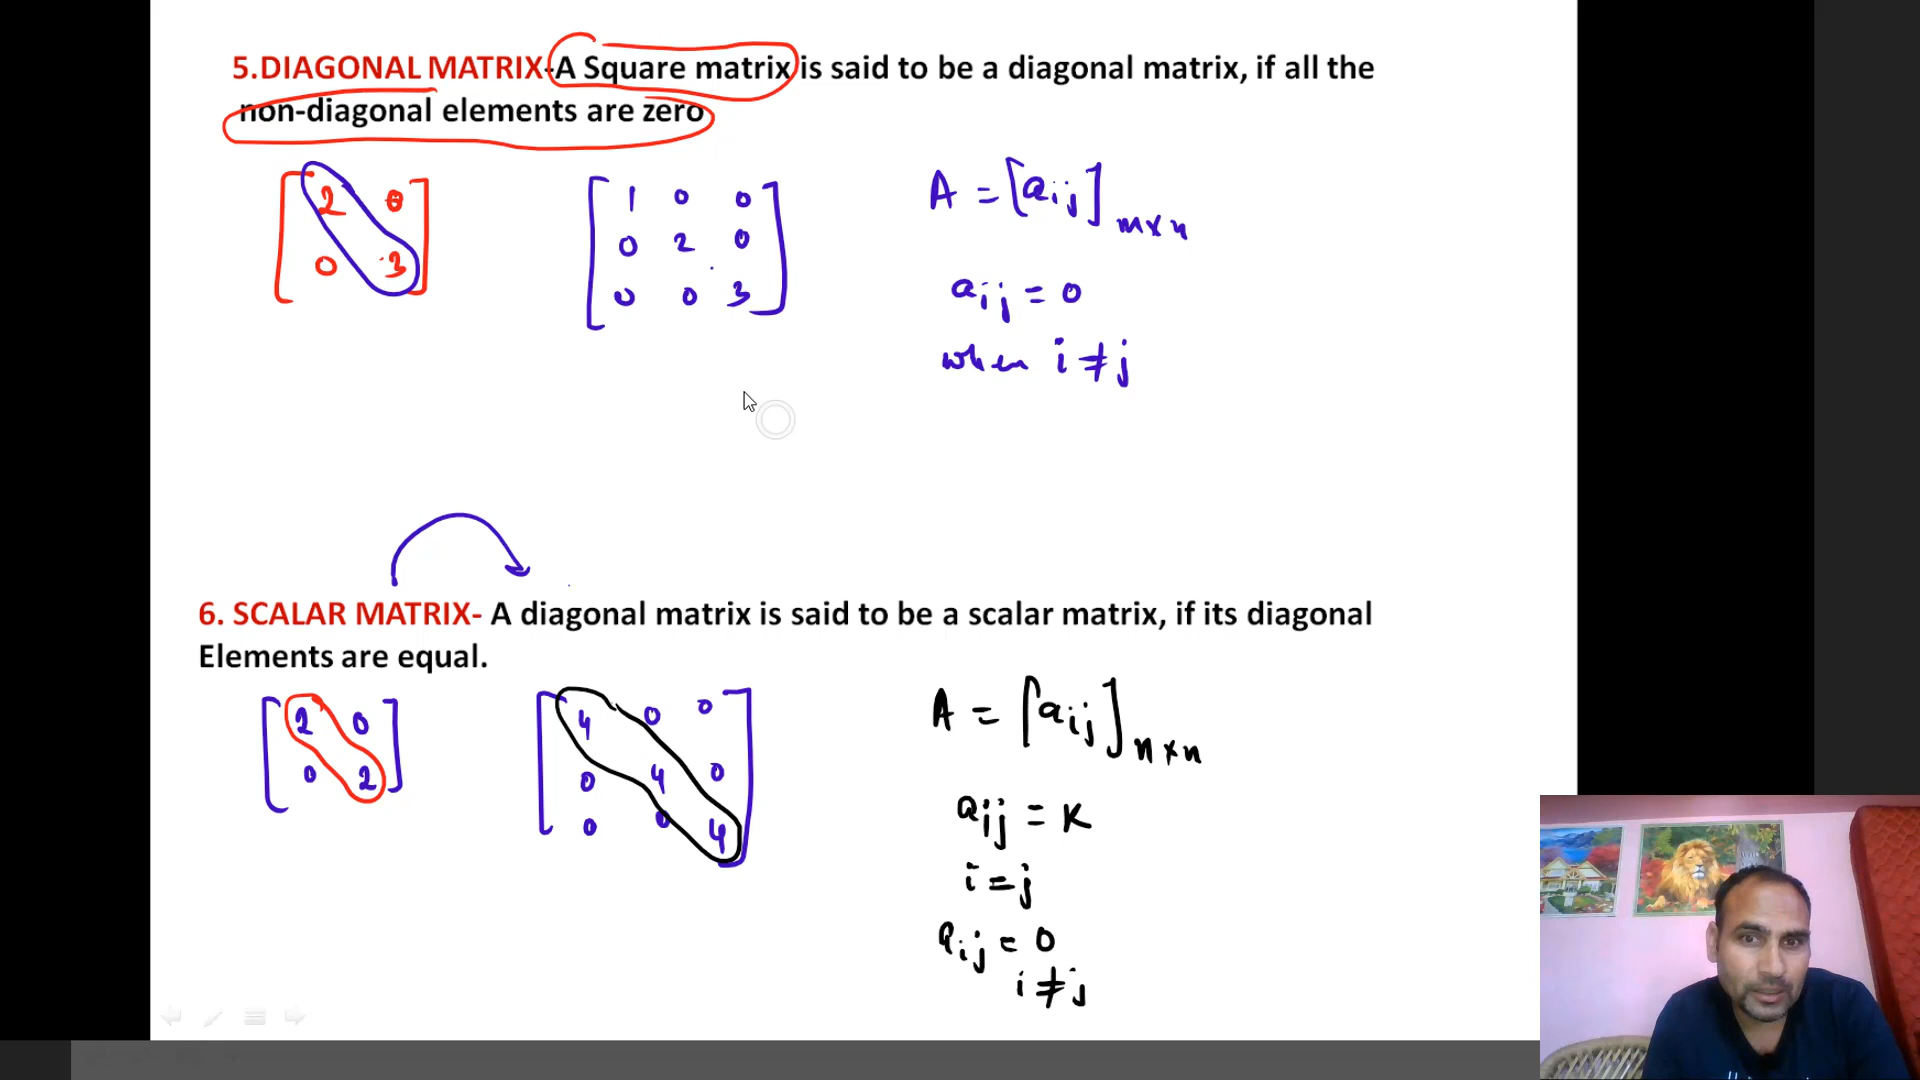 5.DIAGONAL MATRIX-A Square matrix is said to be a diagonal matrix, if all the
non-diagonal elements are zero
2 0
0 3
1 0 0
0 2 0
0 0 3
A = [aij]m×n
aij = 0
when i ≠ j
6. SCALAR MATRIX- A diagonal matrix is said to be a scalar matrix, if its diagonal
Elements are equal.
2 0
0 2
4 0 0
0 4 0
0 0 4
A = [aij]n×n
aij = K
i = j
aij = 0
i ≠ j